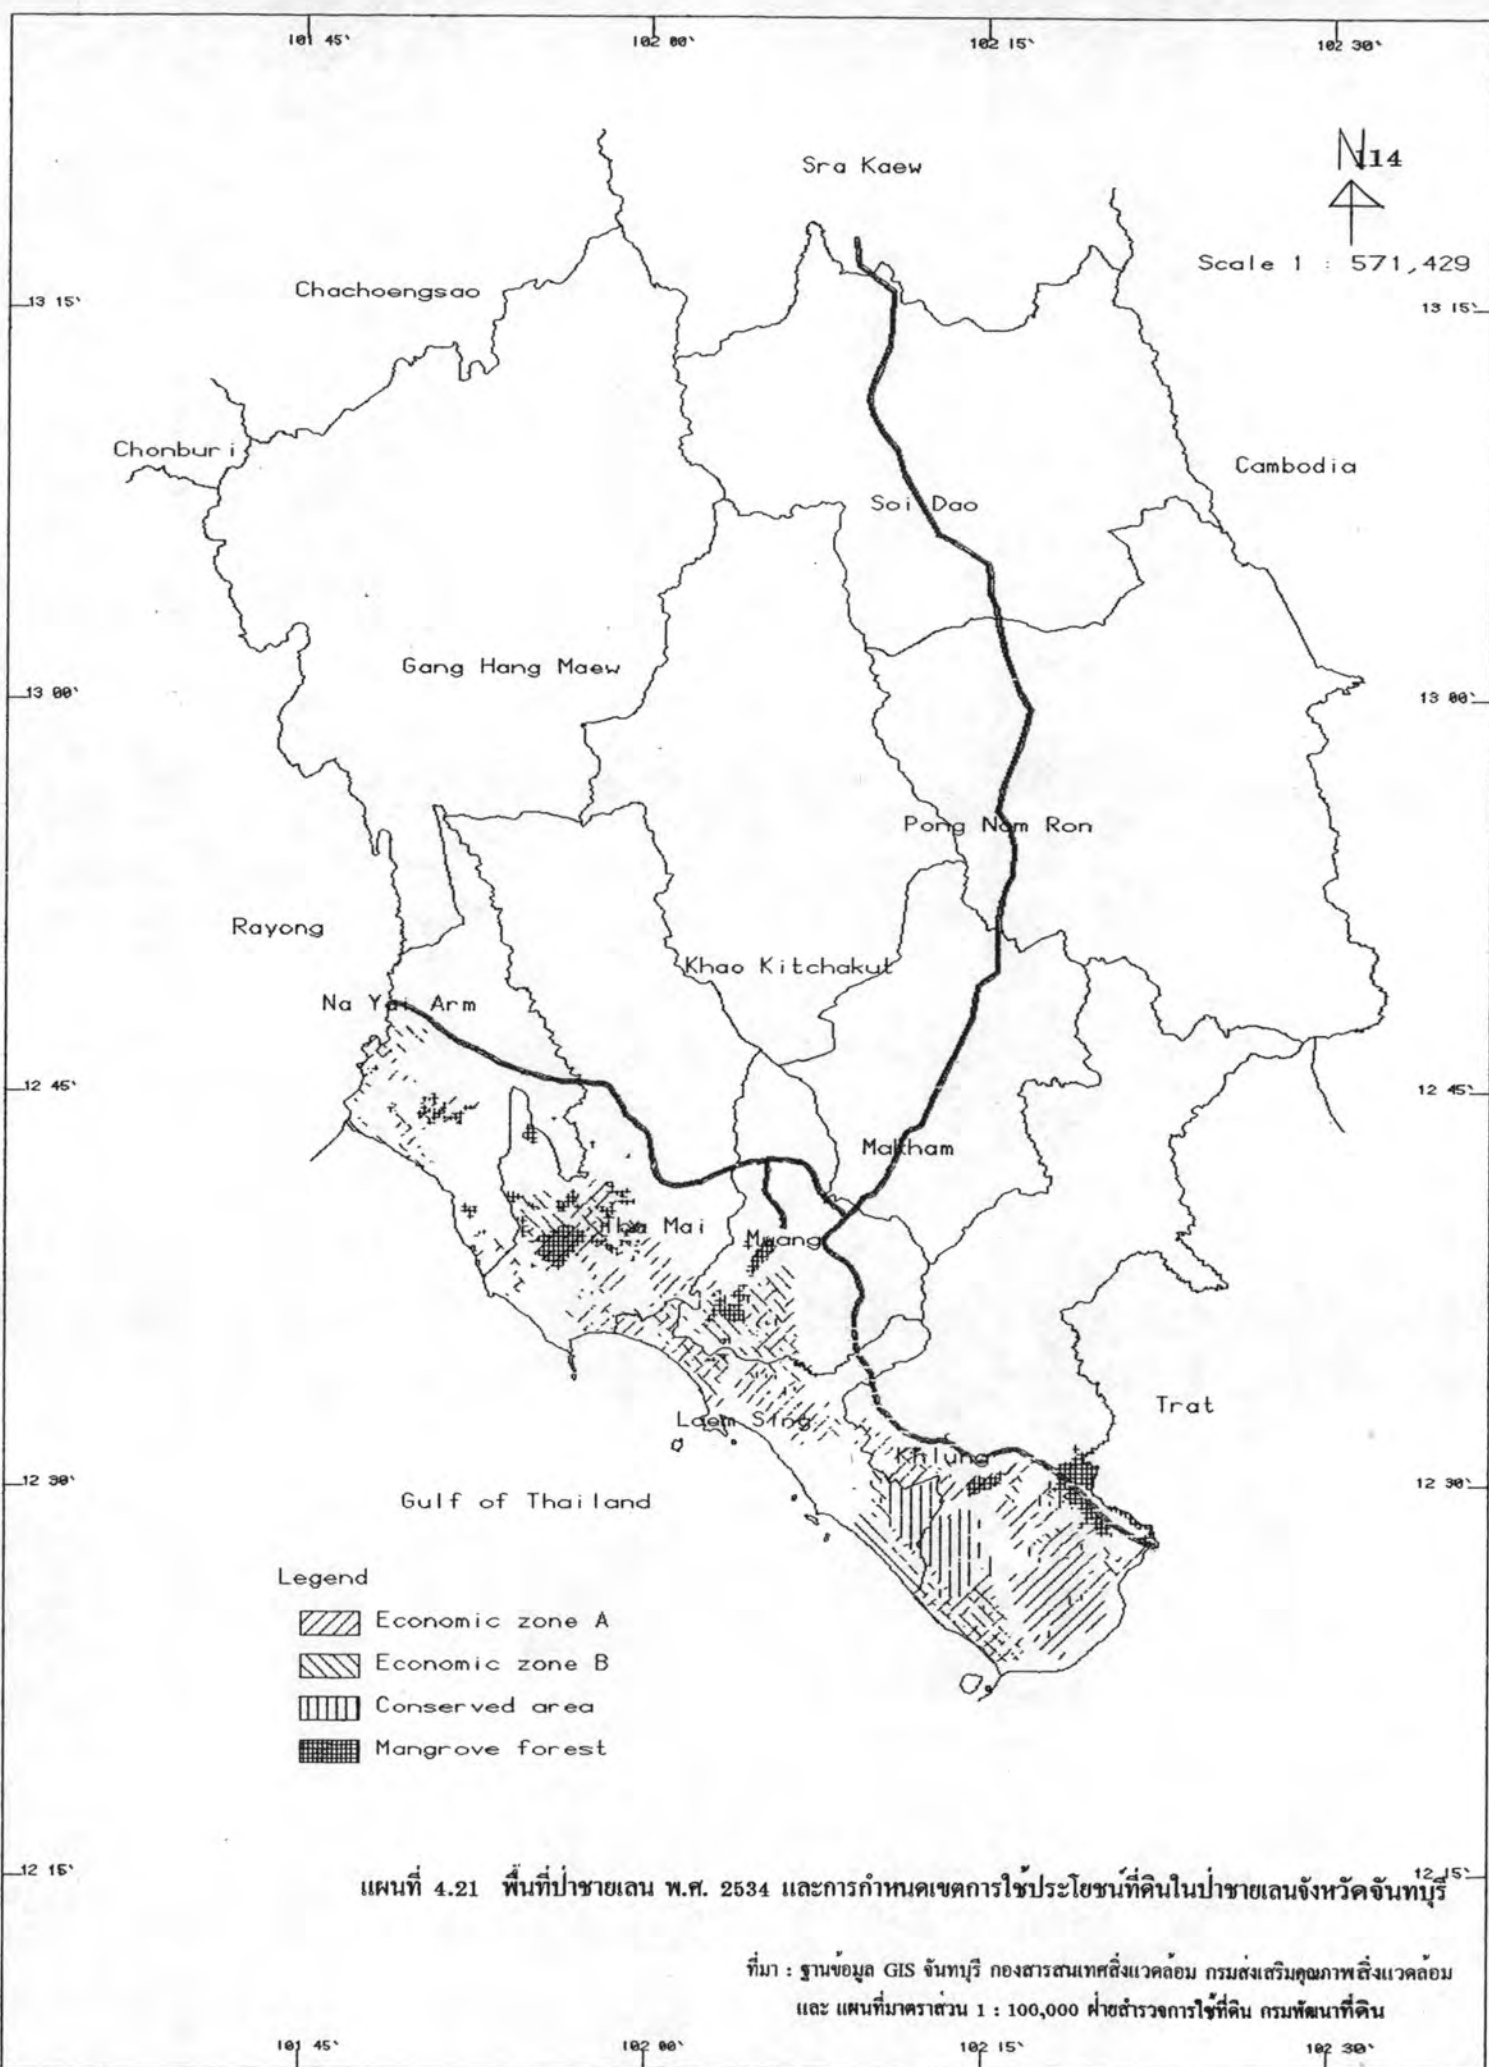 101 45' 102 00' 102 15' 102 30'
N
114
Sra Kaew
Scale 1 : 571,429
Chachoengsao
13 15' 13 15'
Chonburi
Cambodia
Soi Dao
Gang Hang Maew
13 00' 13 00'
Pong Nam Ron
Rayong
Khao Kitchakut
Na Yai Arm
12 45' 12 45'
Makham
Tha Mai
Muang
Trat
Laem Sing
Khlung
12 30' 12 30'
Gulf of Thailand
Legend
Economic zone A
Economic zone B
Conserved area
Mangrove forest
12 15' 12 15'
แผนที่ 4.21 พื้นที่ป่าชายเลน พ.ศ. 2534 และการกำหนดเขตการใช้ประโยชน์ที่ดินในป่าชายเลนจังหวัดจันทบุรี
ที่มา : ฐานข้อมูล GIS จันทบุรี กองสารสนเทศสิ่งแวดล้อม กรมส่งเสริมคุณภาพสิ่งแวดล้อม
และ แผนที่มาตราส่วน 1 : 100,000 ฝ่ายสำรวจการใช้ที่ดิน กรมพัฒนาที่ดิน
101 45' 102 00' 102 15' 102 30'